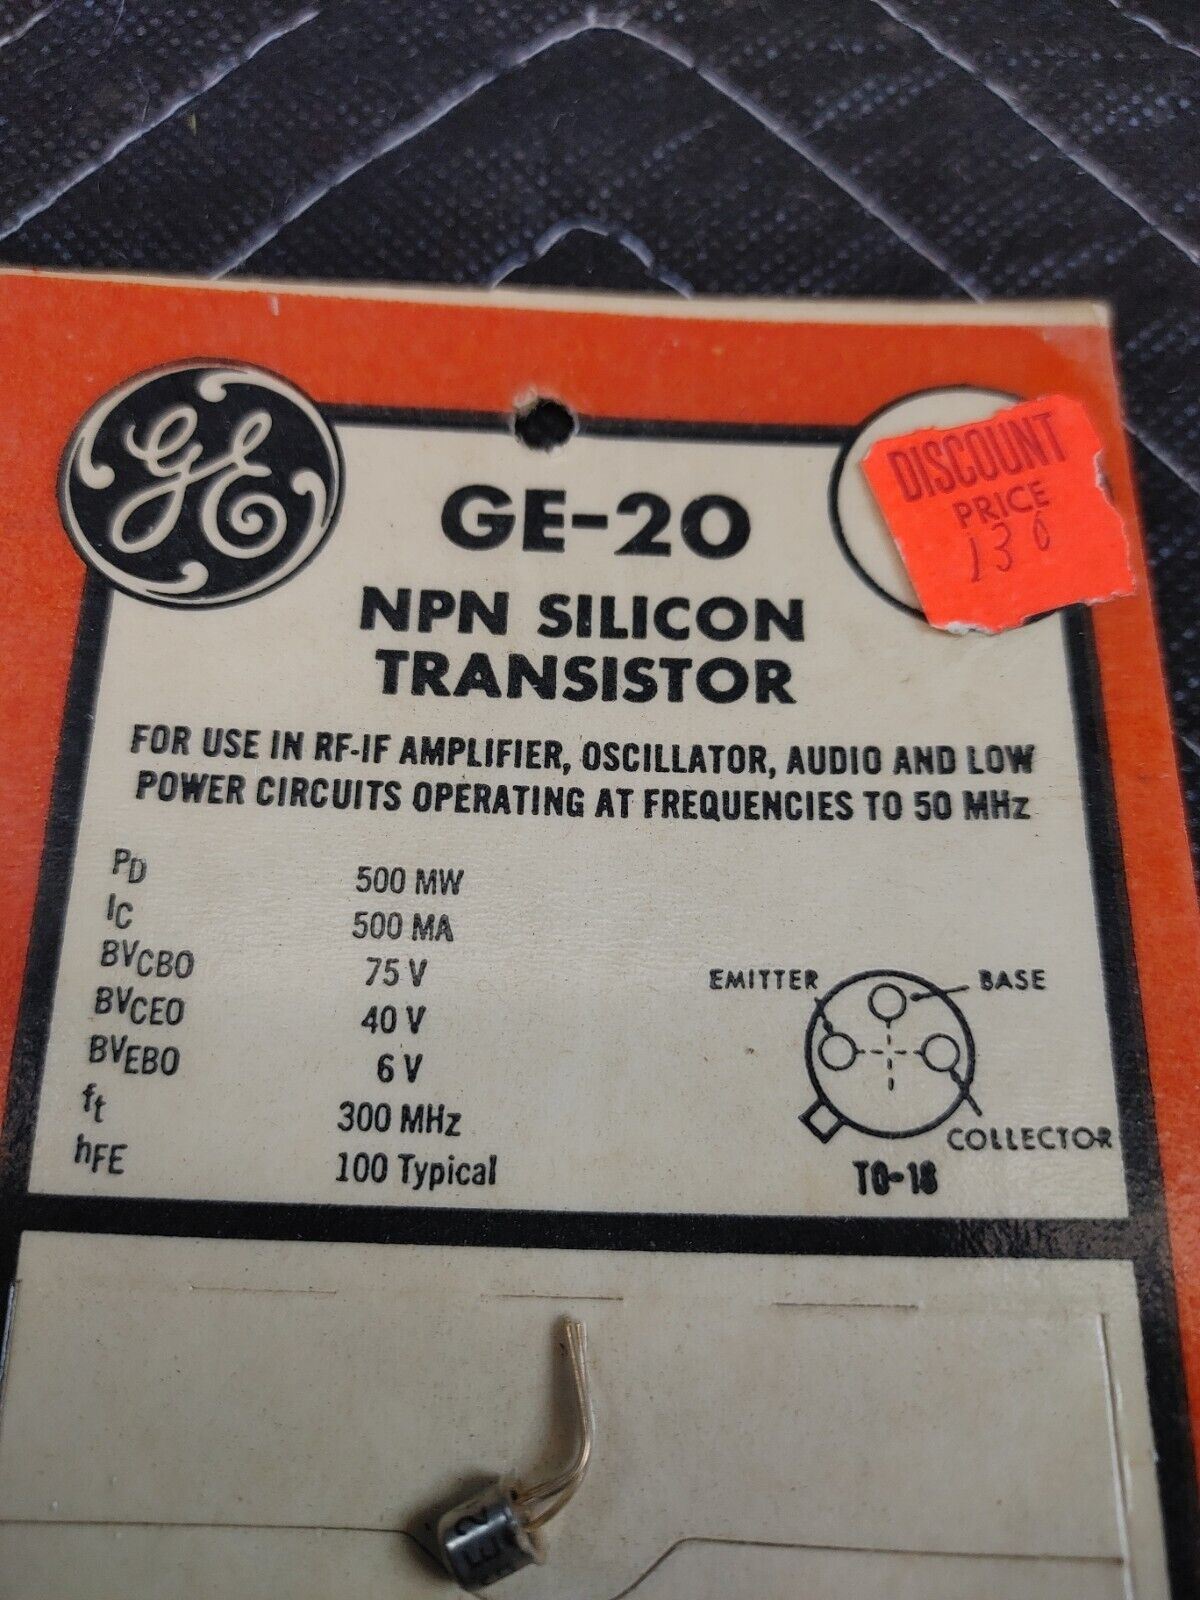 GE
GE-20
DISCOUNT
PRICE
130
NPN SILICON
TRANSISTOR
FOR USE IN RF-IF AMPLIFIER, OSCILLATOR, AUDIO AND LOW
POWER CIRCUITS OPERATING AT FREQUENCIES TO 50 MHz
PD 500 MW
IC 500 MA
BVCBO 75 V
BVCEO 40 V
BVEBO 6 V
ft 300 MHz
hFE 100 Typical
EMITTER BASE
COLLECTOR
TO-18